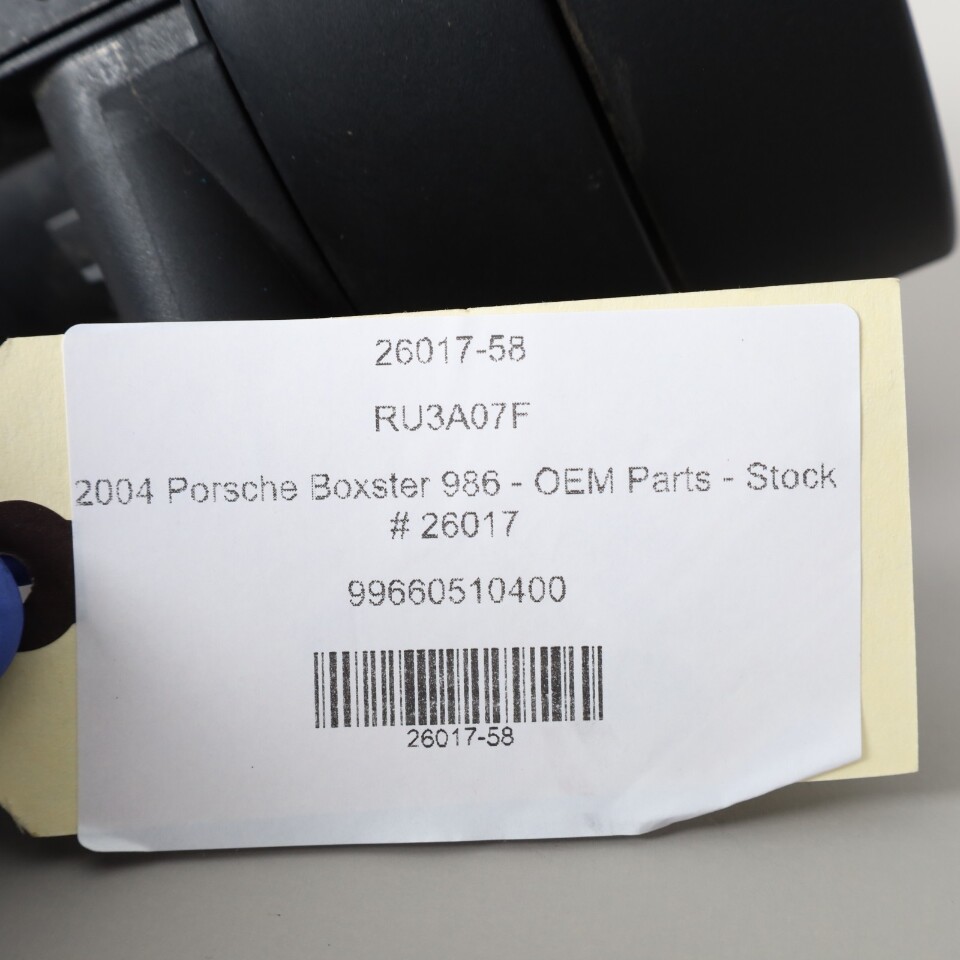 26017-58
RU3A07F
2004 Porsche Boxster 986 - OEM Parts - Stock
# 26017
99660510400
26017-58